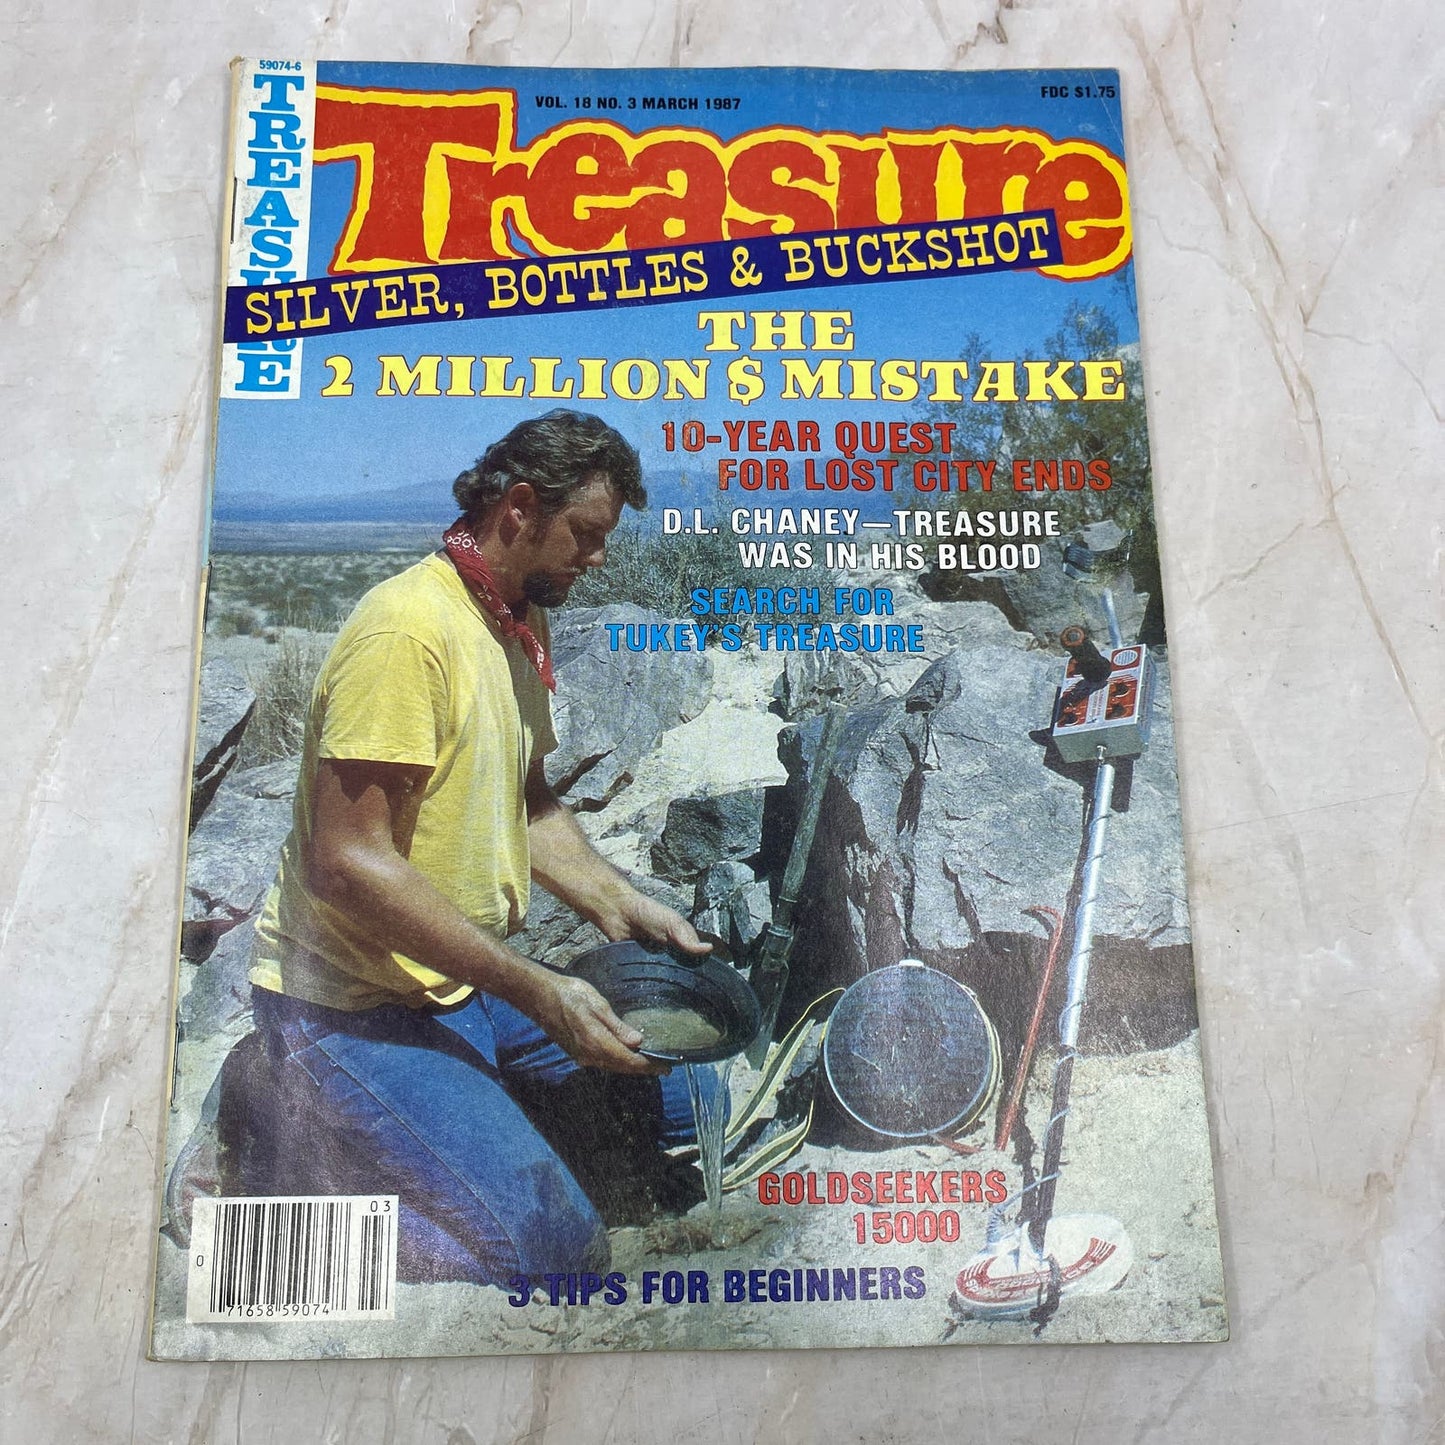 59074-6
TREASURE
VOL. 18 NO. 3 MARCH 1987
FDC $1.75
Treasure
SILVER, BOTTLES & BUCKSHOT
THE
2 MILLION $ MISTAKE
10-YEAR QUEST
FOR LOST CITY ENDS
D.L. CHANEY—TREASURE
WAS IN HIS BLOOD
SEARCH FOR
TUKEY'S TREASURE
GOLDSEEKERS
15000
3 TIPS FOR BEGINNERS
03
0
71658 59074